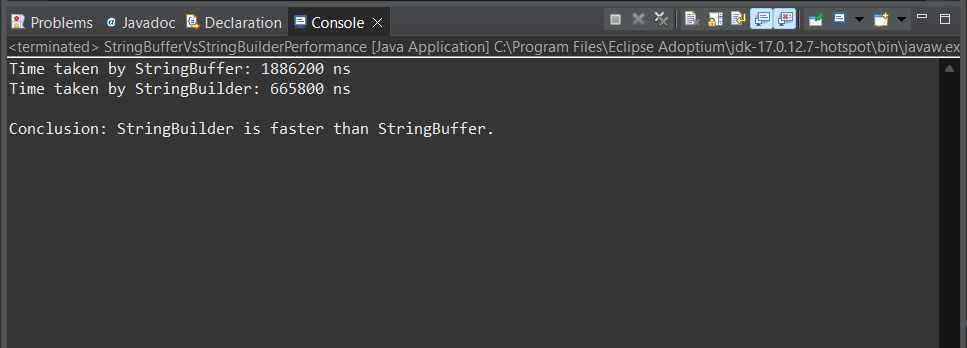 Problems Javadoc Declaration Console
<terminated> StringBufferVsStringBuilderPerformance [Java Application] C:\Program Files\Eclipse Adoptium\jdk-17.0.12.7-hotspot\bin\javaw.ex
Time taken by StringBuffer: 1886200 ns
Time taken by StringBuilder: 665800 ns
Conclusion: StringBuilder is faster than StringBuffer.